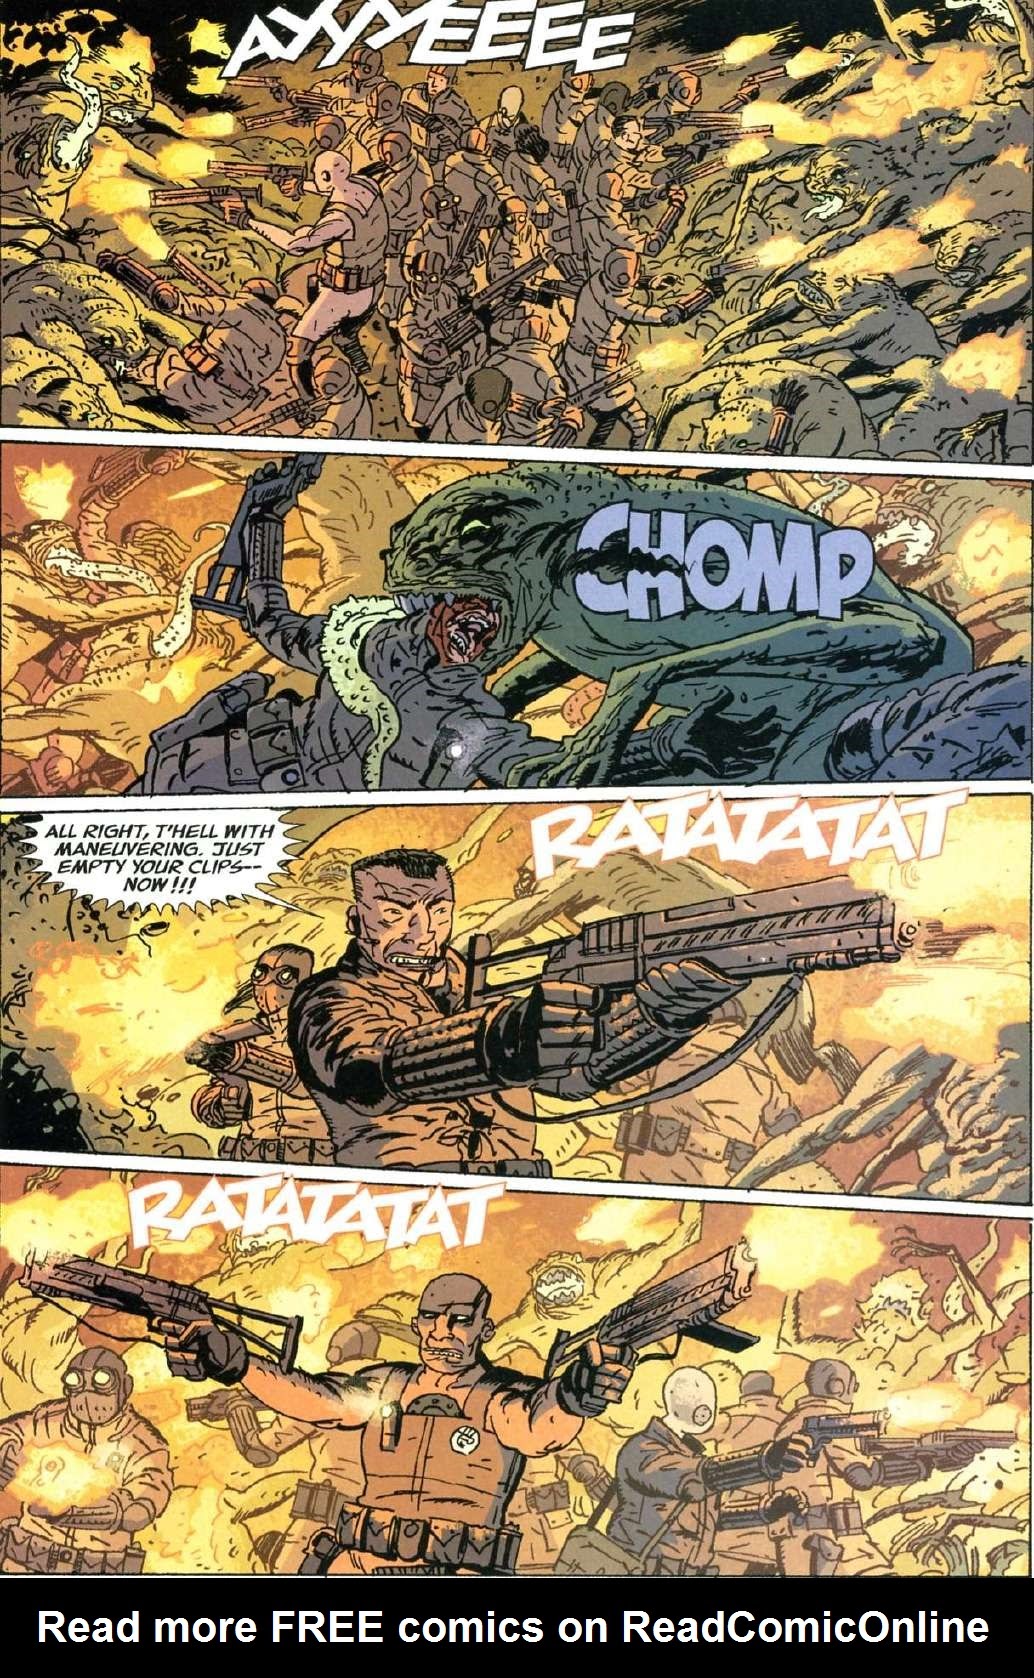 AYYYEEEEE
CHOMP
ALL RIGHT, T'HELL WITH
MANEUVERING. JUST
EMPTY YOUR CLIPS--
NOW!!!
RATATATAT
RATATATAT
Read more FREE comics on ReadComicOnline